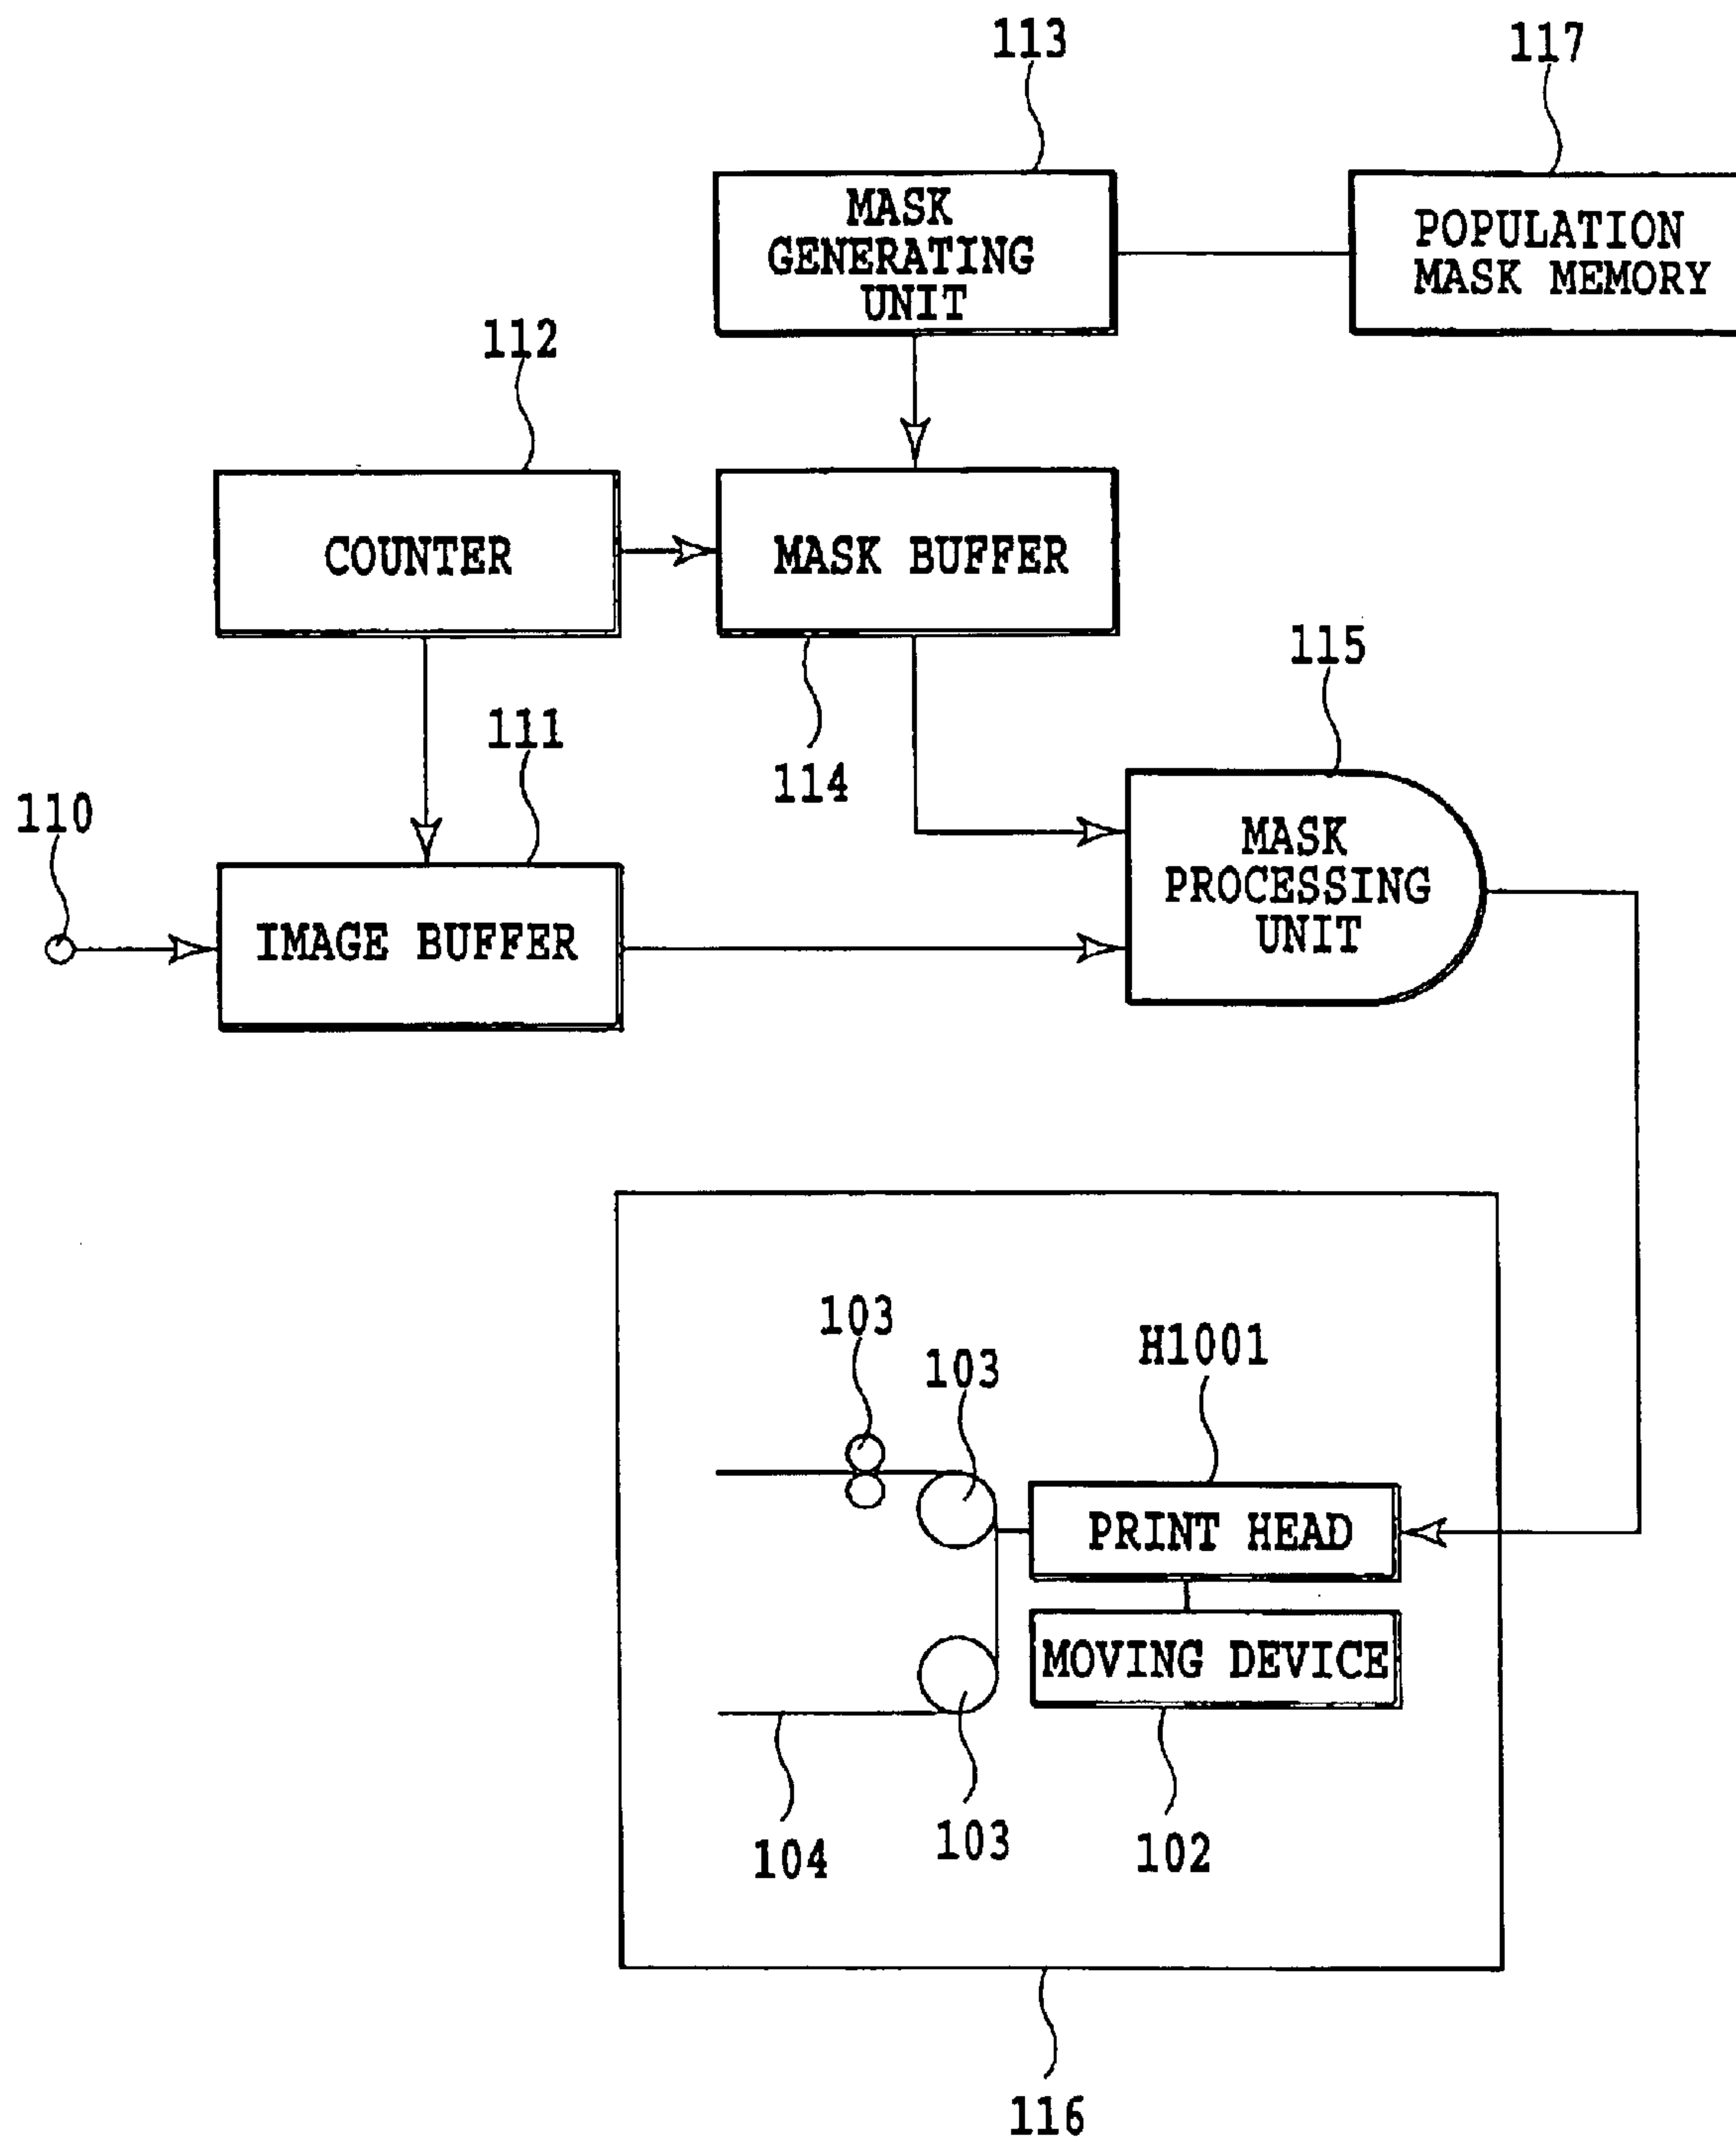 113
117
MASK
GENERATING
UNIT
POPULATION
MASK MEMORY
112
COUNTER
MASK BUFFER
115
111
114
110
MASK
PROCESSING
UNIT
IMAGE BUFFER
103
103
H1001
PRINT HEAD
MOVING DEVICE
104
103
102
116